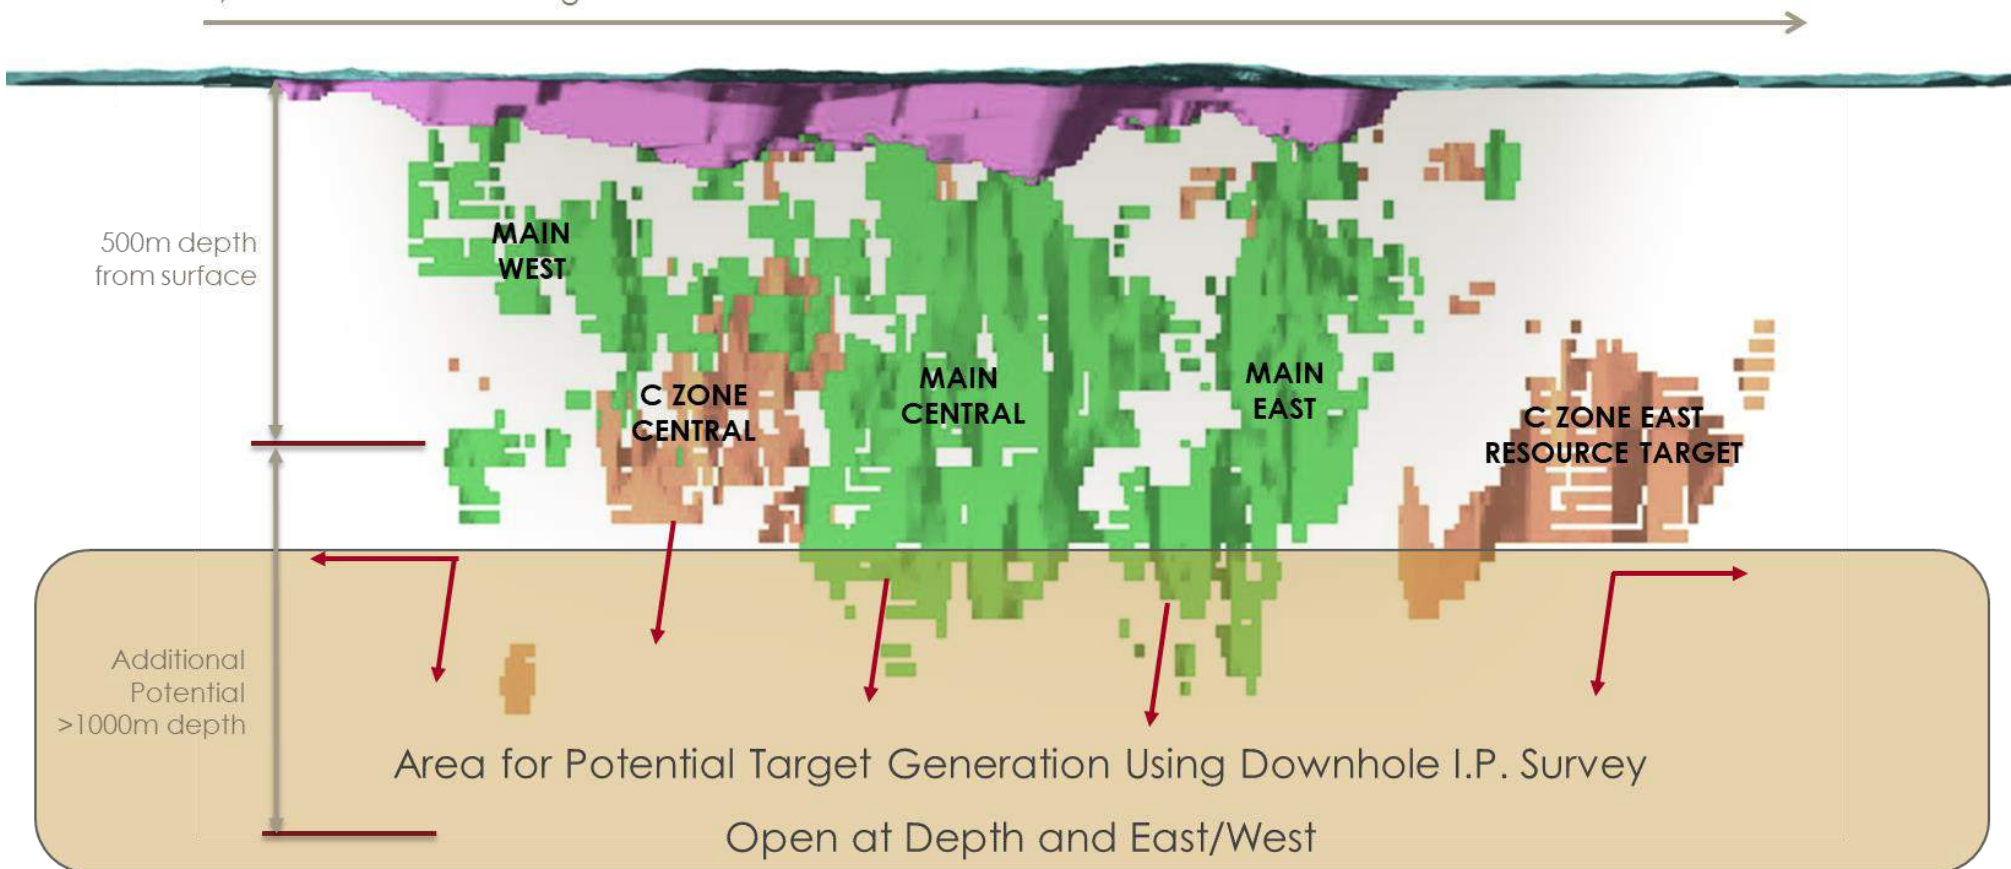 500m depth
from surface
MAIN
WEST
C ZONE
CENTRAL
MAIN
CENTRAL
MAIN
EAST
C ZONE EAST
RESOURCE TARGET
Additional
Potential
>1000m depth
Area for Potential Target Generation Using Downhole I.P. Survey
Open at Depth and East/West